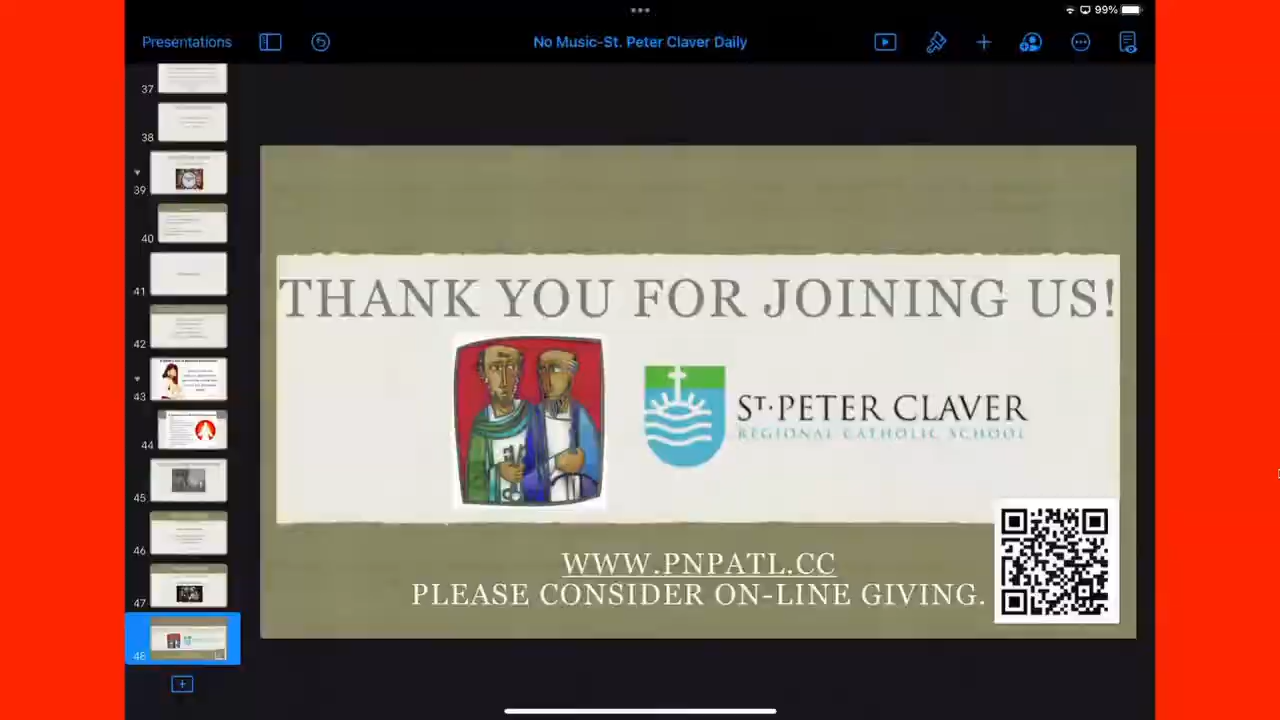 99%
Presentations
No Music-St. Peter Claver Daily
37
38
39
40
41
42
43
44
45
46
47
48
THANK YOU FOR JOINING US!
ST. PETER CLAVER
REGIONAL CATHOLIC SCHOOL
WWW.PNPATL.CC
PLEASE CONSIDER ON-LINE GIVING.